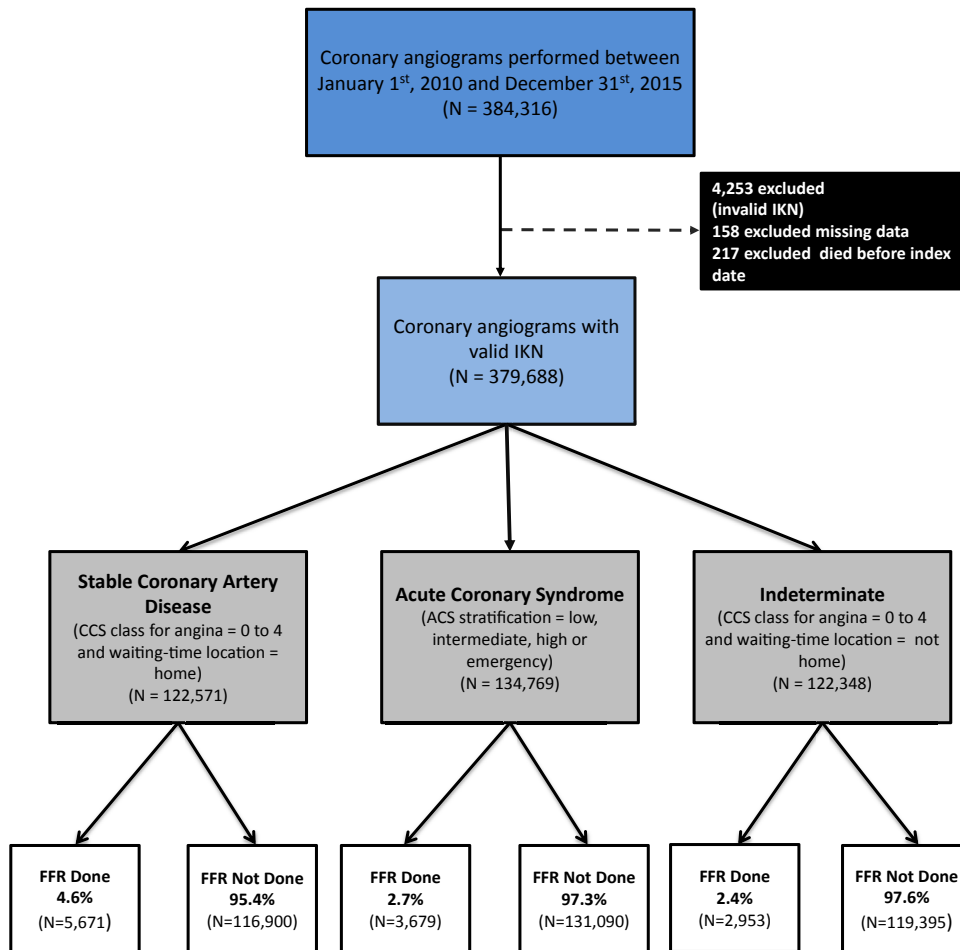 Coronary angiograms performed between
January 1st, 2010 and December 31st, 2015
(N = 384,316)
4,253 excluded
(invalid IKN)
158 excluded missing data
217 excluded  died before index
date
Coronary angiograms with
valid IKN
(N = 379,688)
Stable Coronary Artery
Disease
(CCS class for angina = 0 to 4
and waiting-time location =
home)
(N = 122,571)
Acute Coronary Syndrome
(ACS stratification = low,
intermediate, high or
emergency)
(N = 134,769)
Indeterminate
(CCS class for angina = 0 to 4
and waiting-time location =  not
home)
(N = 122,348)
FFR Done
4.6%
(N=5,671)
FFR Not Done
95.4%
(N=116,900)
FFR Done
2.7%
(N=3,679)
FFR Not Done
97.3%
(N=131,090)
FFR Done
2.4%
(N=2,953)
FFR Not Done
97.6%
(N=119,395)